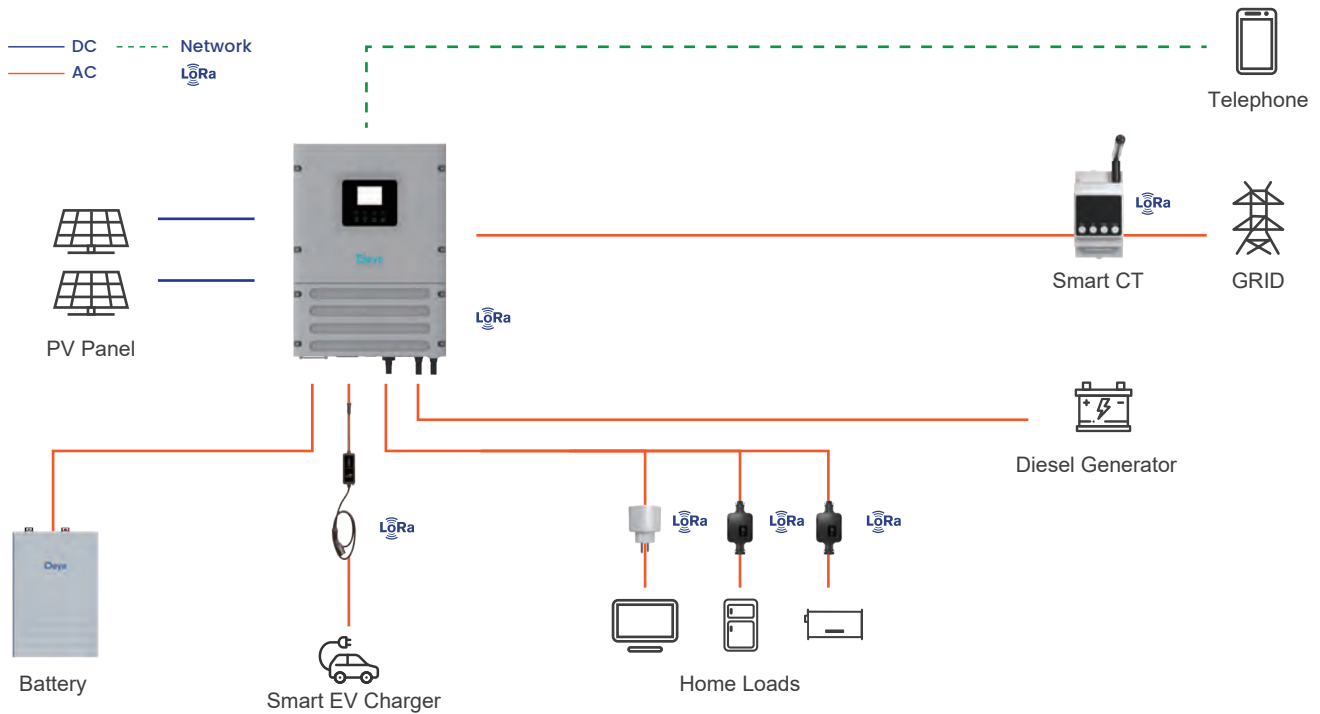 DC
Network
AC
LoRa
Telephone
Deye
LoRa
Smart CT
GRID
PV Panel
LoRa
Diesel Generator
LoRa
LoRa
LoRa
LoRa
Deye
Battery
Smart EV Charger
Home Loads